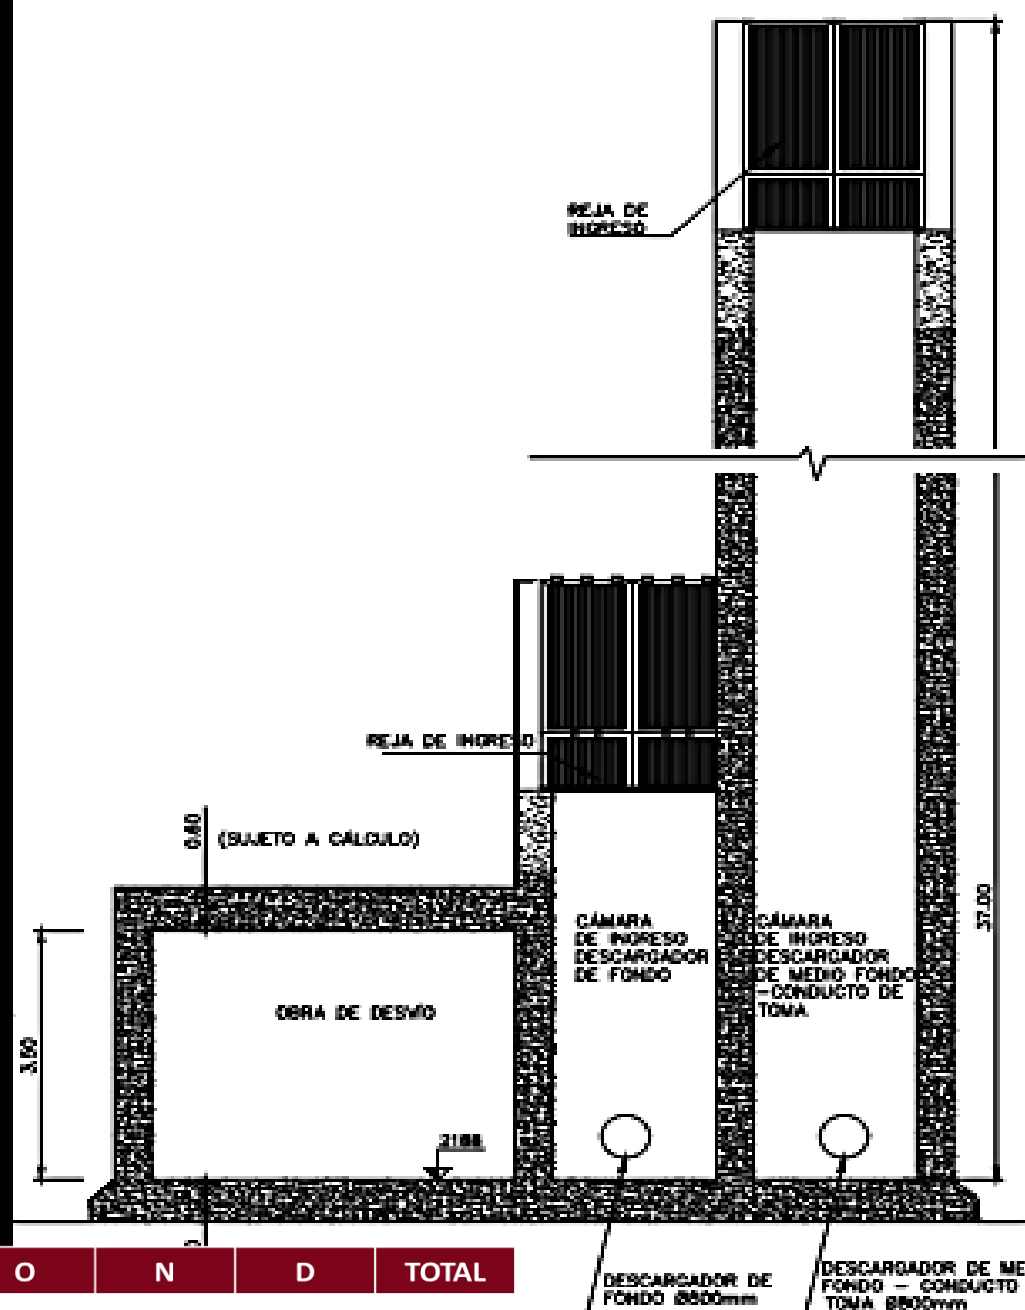 REJA DE
INGRESO
REJA DE INGRESO
0.60
(SUJETO A CÁLCULO)
37.00
CÁMARA
DE INGRESO
DESCARGADOR
DE FONDO
CÁMARA
DE INGRESO
DESCARGADOR
DE MEDIO FONDO
-CONDUCTO DE
TOMA
OBRA DE DESVÍO
3.50
O N D TOTAL
DESCARGADOR DE
FONDO
DESCARGADOR DE ME
FONDO - CONDUCTO
TOMA